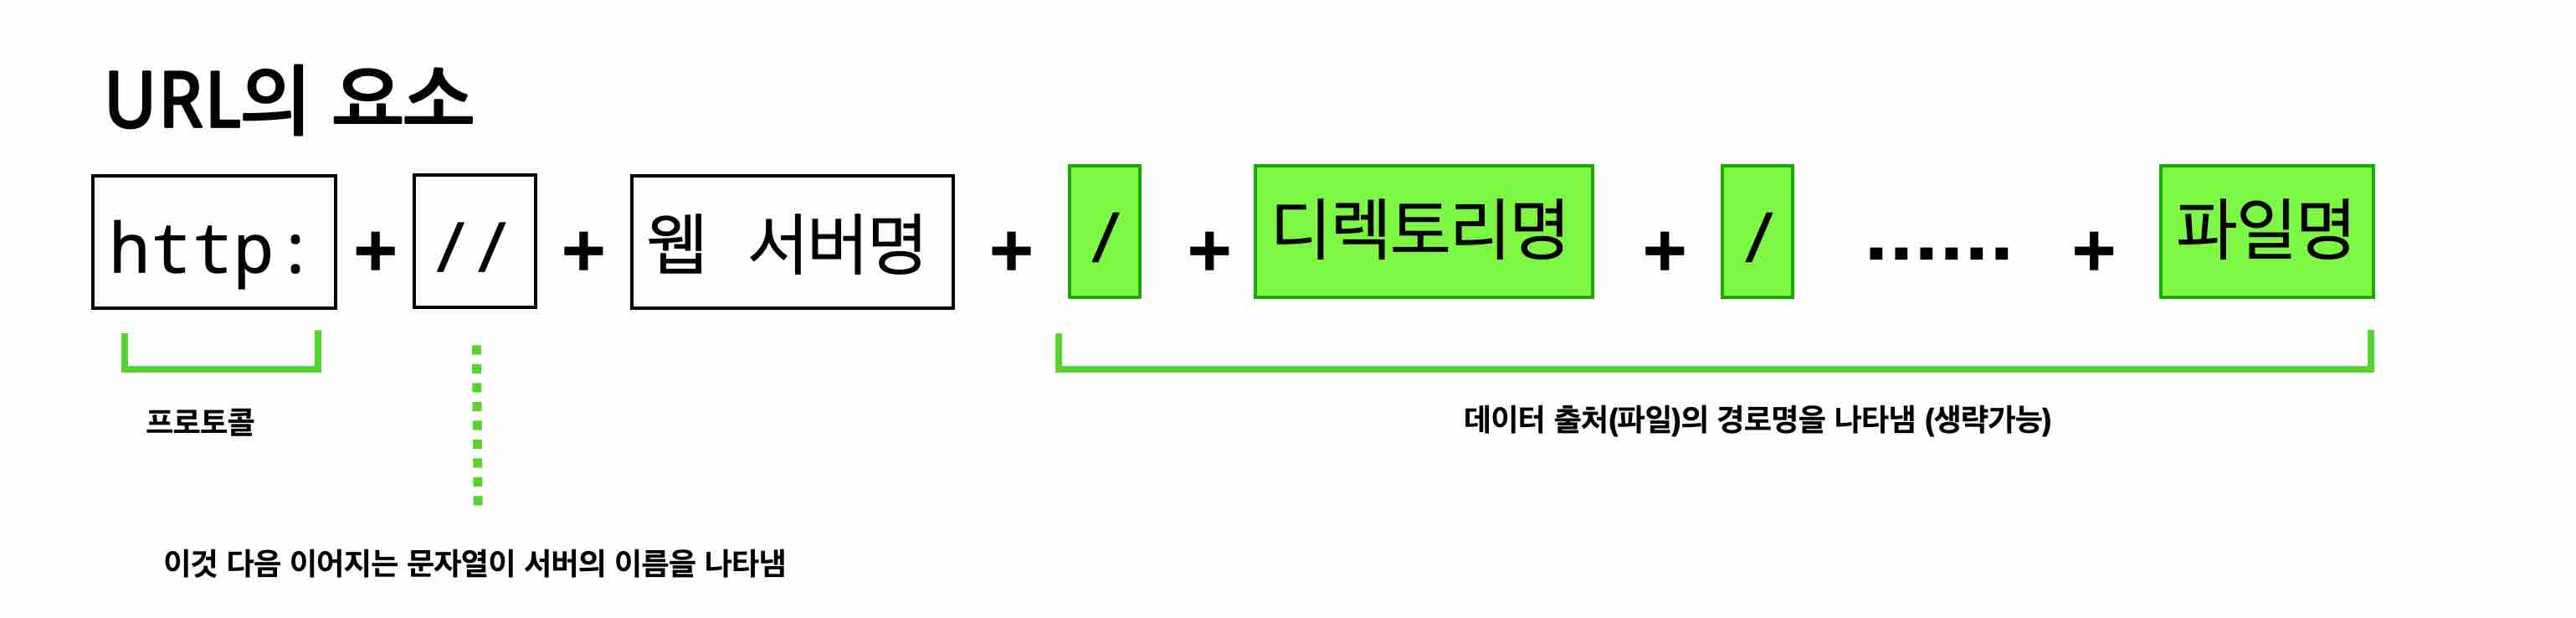 URL의 요소
http: + // + 웹 서버명 + / + 디렉토리명 + / ...... + 파일명
프로토콜
데이터 출처(파일)의 경로명을 나타냄 (생략가능)
이것 다음 이어지는 문자열이 서버의 이름을 나타냄